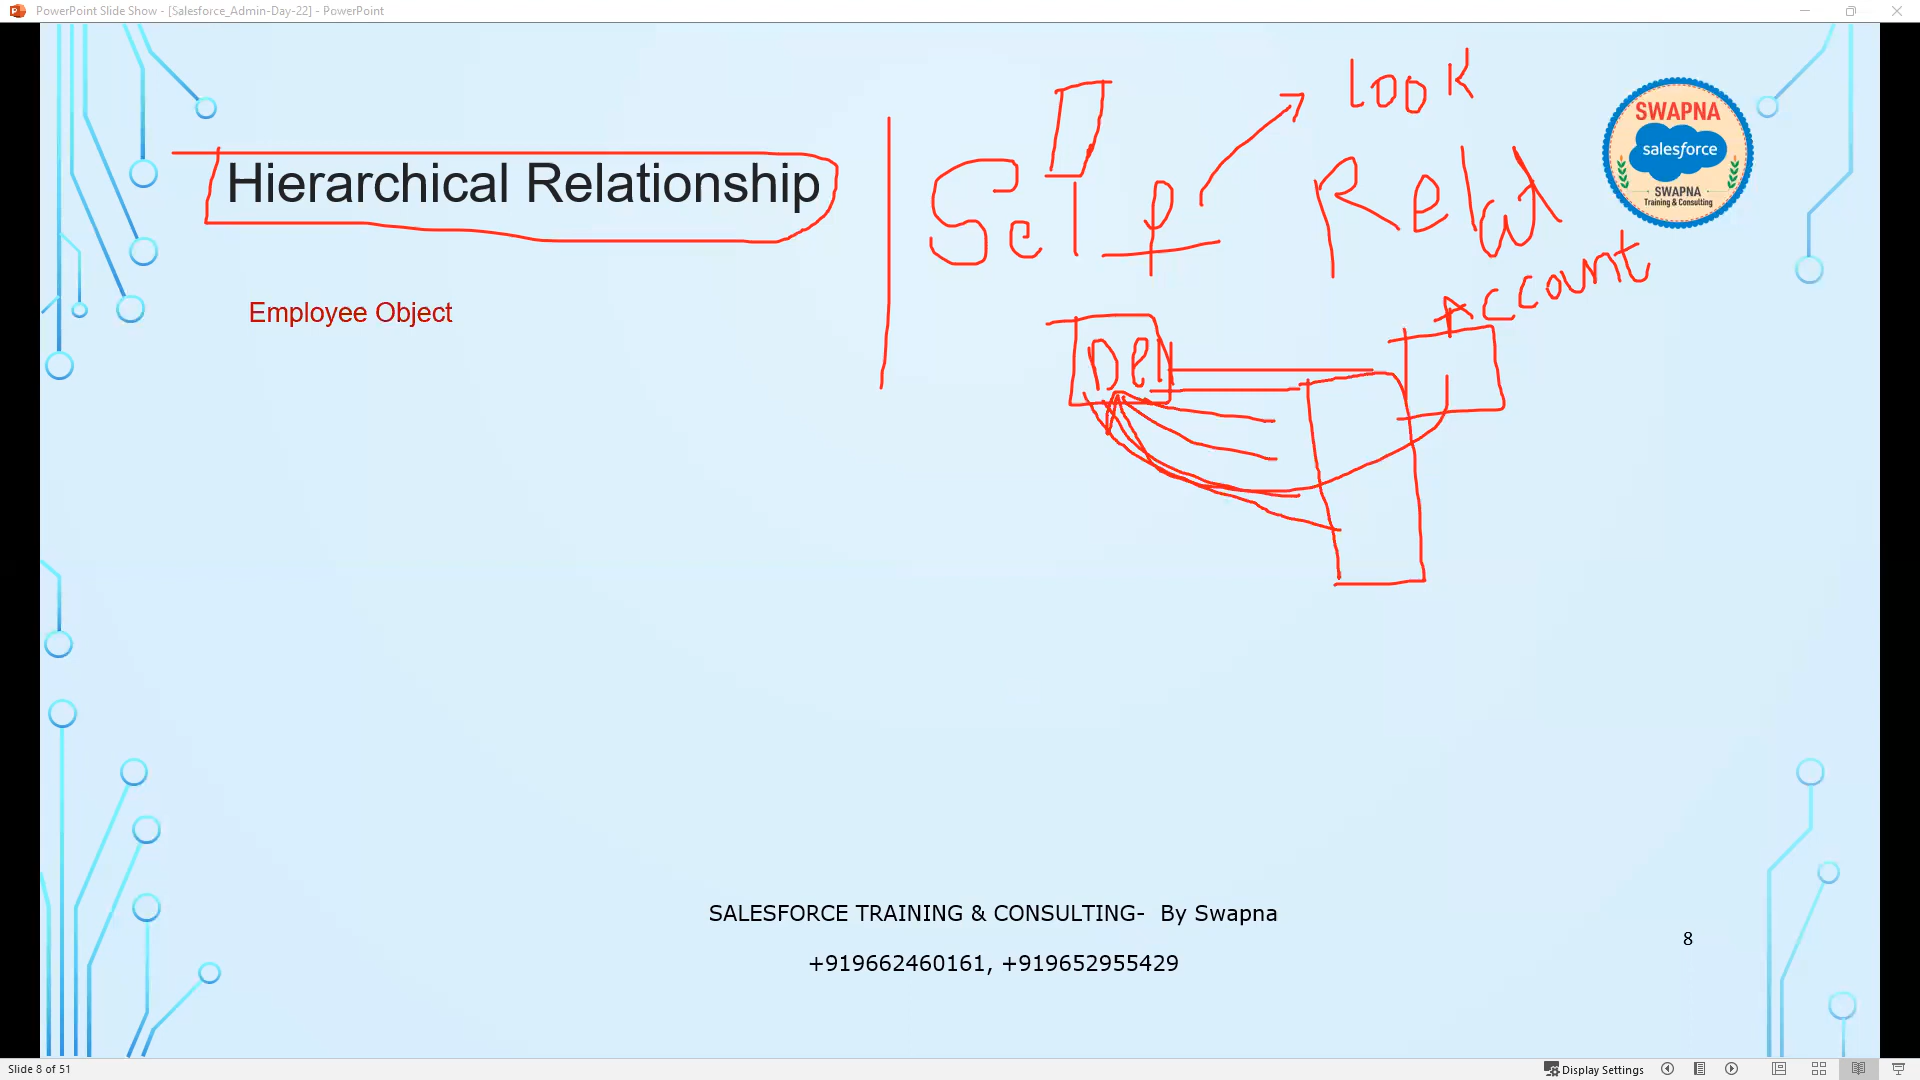 PowerPoint Slide Show - [Salesforce_Admin-Day-22] - PowerPoint
look
SWAPNA
salesforce
SWAPNA
Training & Consulting
Hierarchical Relationship
Self
Relat
Account
Employee Object
Del
SALESFORCE TRAINING & CONSULTING- By Swapna
8
+919662460161, +919652955429
Slide 8 of 51
Display Settings